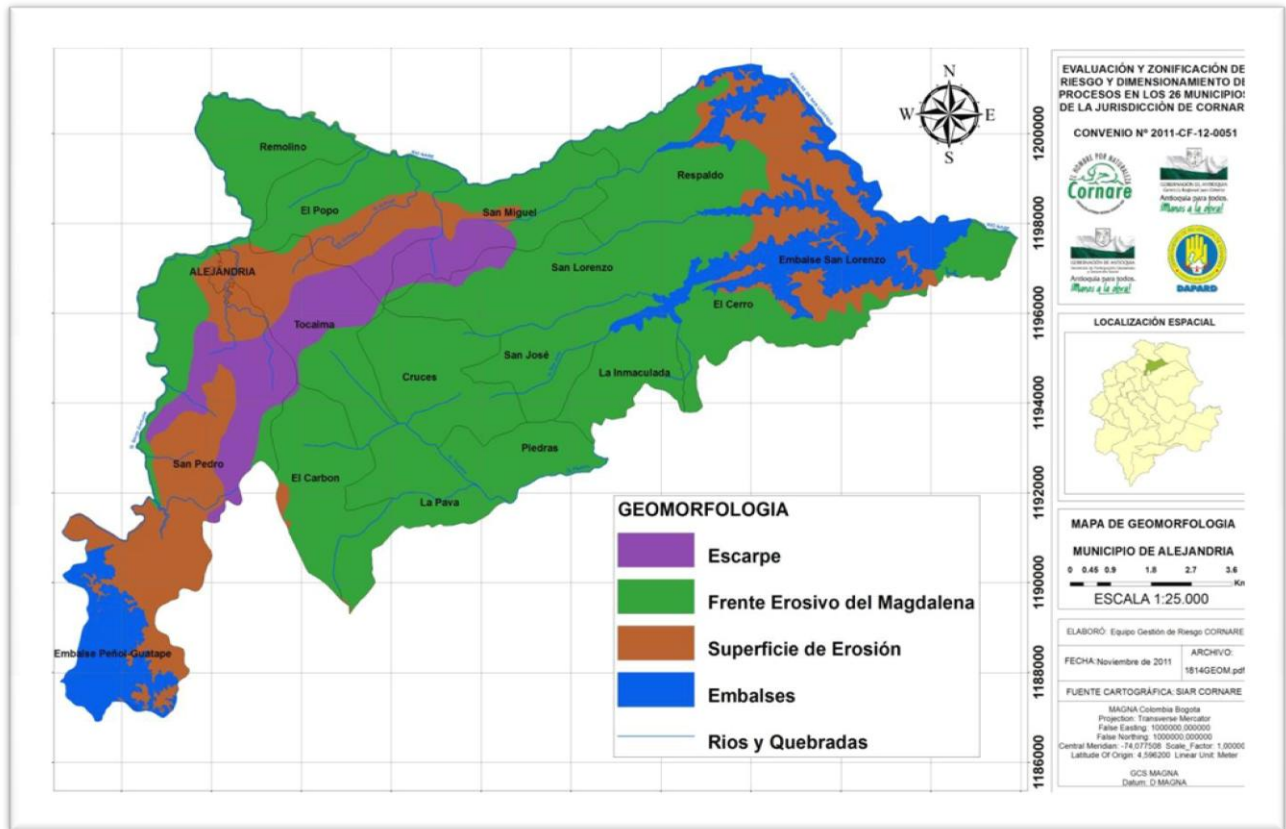 Remolino
El Popo
San Miguel
Respaldo
ALEJÁNDRIA
San Lorenzo
Embalse San Lorenzo
El Cerro
Tocaima
San José
Cruces
La Inmaculada
San Pedro
El Carbon
Piedras
La Pava
Embalse Peñol-Guatape
N
W E
S
1200000
1198000
1196000
1194000
1192000
1190000
1188000
1186000
GEOMORFOLOGIA
Escarpe
Frente Erosivo del Magdalena
Superficie de Erosión
Embalses
Rios y Quebradas
EVALUACIÓN Y ZONIFICACIÓN DE
RIESGO Y DIMENSIONAMIENTO DE
PROCESOS EN LOS 26 MUNICIPIOS
DE LA JURISDICCIÓN DE CORNAR
CONVENIO Nº 2011-CF-12-0051
Cornare
GOBERNACIÓN DE ANTIOQUIA
Antioquia para todos.
¡Manos a la obra!
GOBERNACIÓN DE ANTIOQUIA
Antioquia para todos.
¡Manos a la obra!
DAPARD
LOCALIZACIÓN ESPACIAL
MAPA DE GEOMORFOLOGIA
MUNICIPIO DE ALEJANDRIA
0 0.45 0.9 1.8 2.7 3.6
Km
ESCALA 1:25.000
ELABORÓ: Equipo Gestión de Riesgo CORNARE
FECHA: Noviembre de 2011
ARCHIVO:
1814GEOM.pdf
FUENTE CARTOGRÁFICA: SIAR CORNARE
MAGNA Colombia Bogota
Projection: Transverse Mercator
False Easting: 1000000,000000
False Northing: 1000000,000000
Central Meridian: -74,077508 Scale_Factor: 1,00000
Latitude Of Origin: 4,596200 Linear Unit: Meter
GCS MAGNA
Datum: D MAGNA